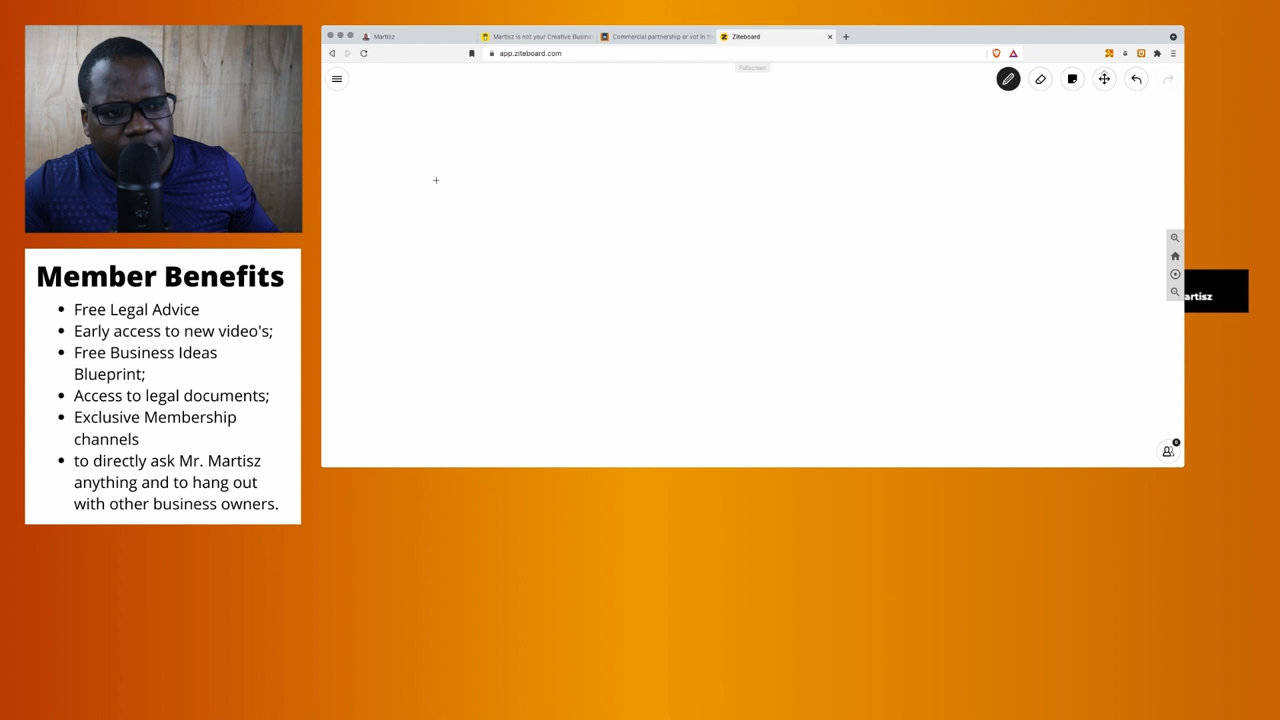 Martisz
Martisz is not your Creative Busine
Commercial partnership or vof in th
Ziteboard
app.ziteboard.com
Fullscreen
Member Benefits
Free Legal Advice
Early access to new video's;
Free Business Ideas
Blueprint;
Access to legal documents;
Exclusive Membership
channels
to directly ask Mr. Martisz
anything and to hang out
with other business owners.
artisz
0